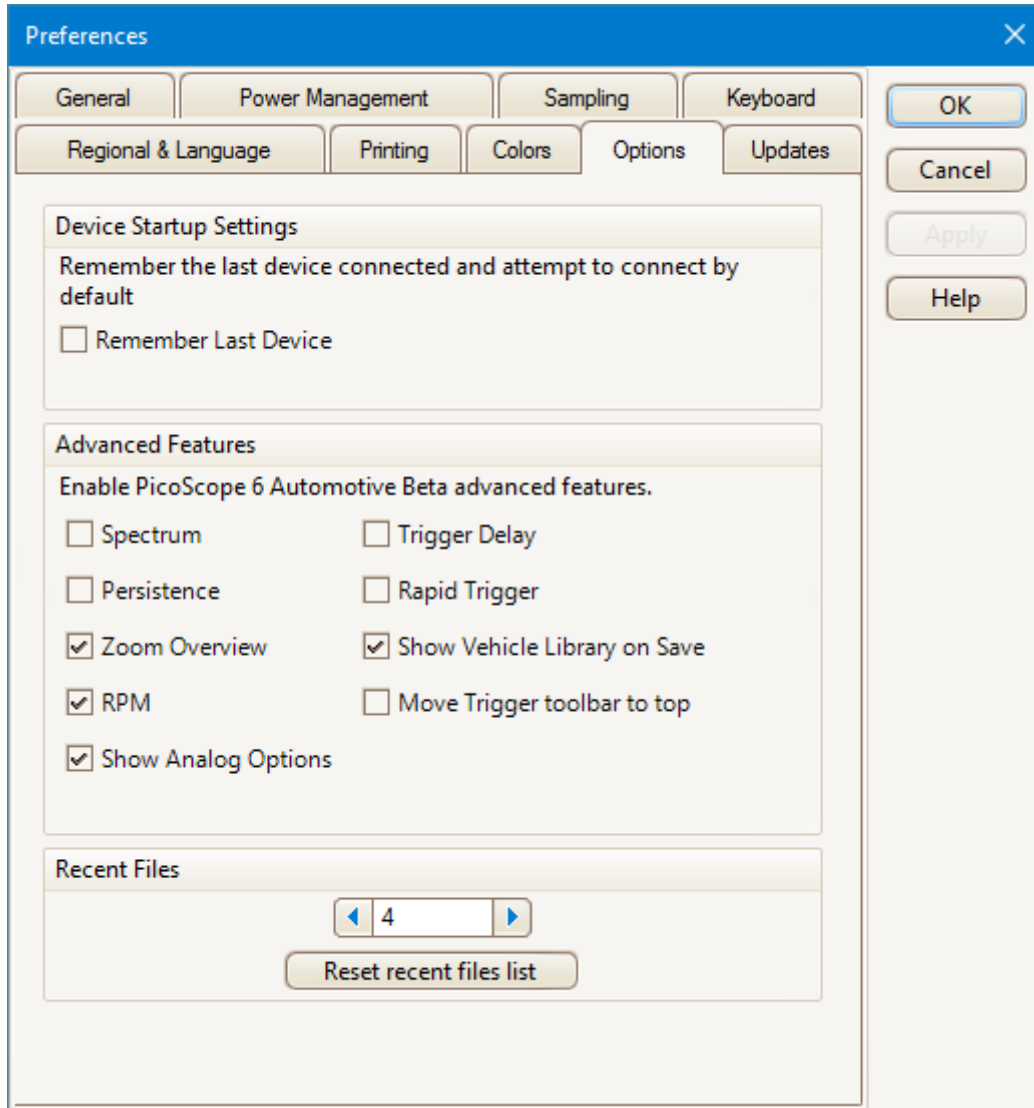 Preferences
General Power Management Sampling Keyboard
Regional & Language Printing Colors Options Updates
OK
Cancel
Apply
Help
Device Startup Settings
Remember the last device connected and attempt to connect by
default
Remember Last Device
Advanced Features
Enable PicoScope 6 Automotive Beta advanced features.
Spectrum Trigger Delay
Persistence Rapid Trigger
Zoom Overview Show Vehicle Library on Save
RPM Move Trigger toolbar to top
Show Analog Options
Recent Files
4
Reset recent files list